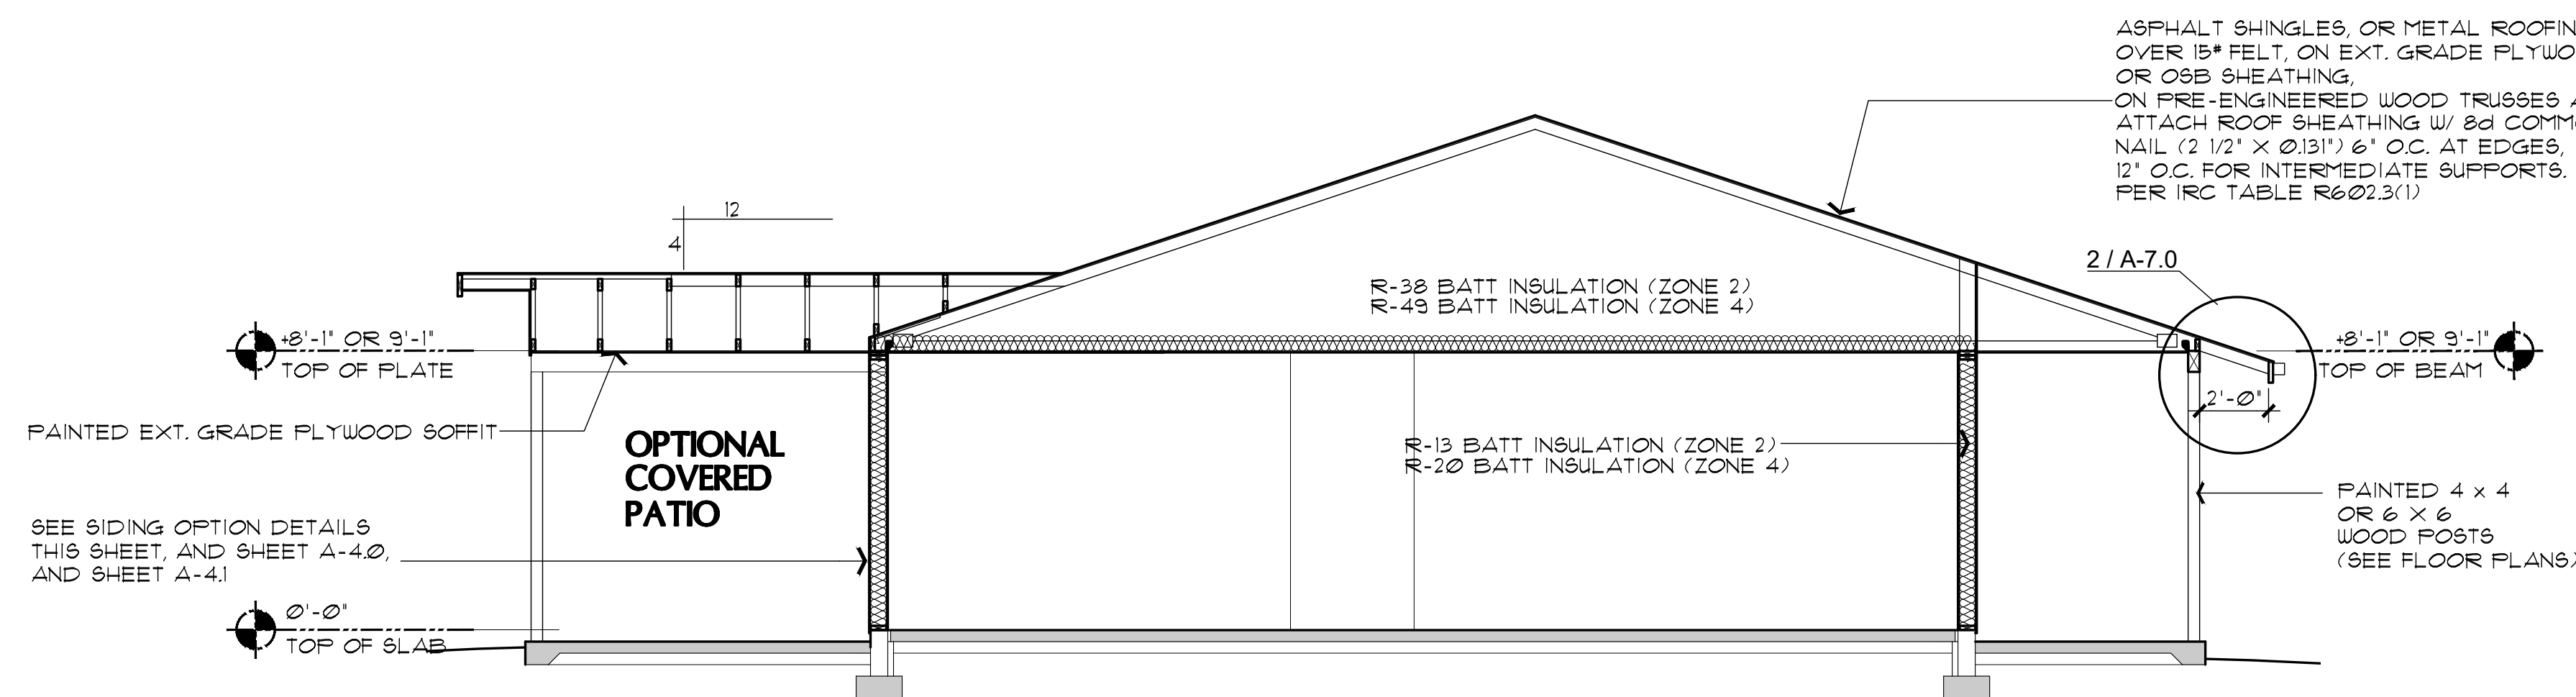 ASPHALT SHINGLES, OR METAL ROOFIN
OVER 15# FELT, ON EXT. GRADE PLYWO
OR OSB SHEATHING,
ON PRE-ENGINEERED WOOD TRUSSES
ATTACH ROOF SHEATHING W/ 8d COMM
NAIL (2 1/2" X Ø.131") 6" O.C. AT EDGES,
12" O.C. FOR INTERMEDIATE SUPPORTS.
PER IRC TABLE R6Ø2.3(1)
12
4
2 / A-7.0
R-38 BATT INSULATION (ZONE 2)
R-49 BATT INSULATION (ZONE 4)
+8'-1" OR 9'-1"
TOP OF PLATE
+8'-1" OR 9'-1"
TOP OF BEAM
2'-Ø"
PAINTED EXT. GRADE PLYWOOD SOFFIT
OPTIONAL
COVERED
PATIO
R-13 BATT INSULATION (ZONE 2)
R-2Ø BATT INSULATION (ZONE 4)
PAINTED 4 x 4
OR 6 X 6
WOOD POSTS
(SEE FLOOR PLANS)
SEE SIDING OPTION DETAILS
THIS SHEET, AND SHEET A-4.Ø,
AND SHEET A-4.1
Ø'-Ø"
TOP OF SLAB